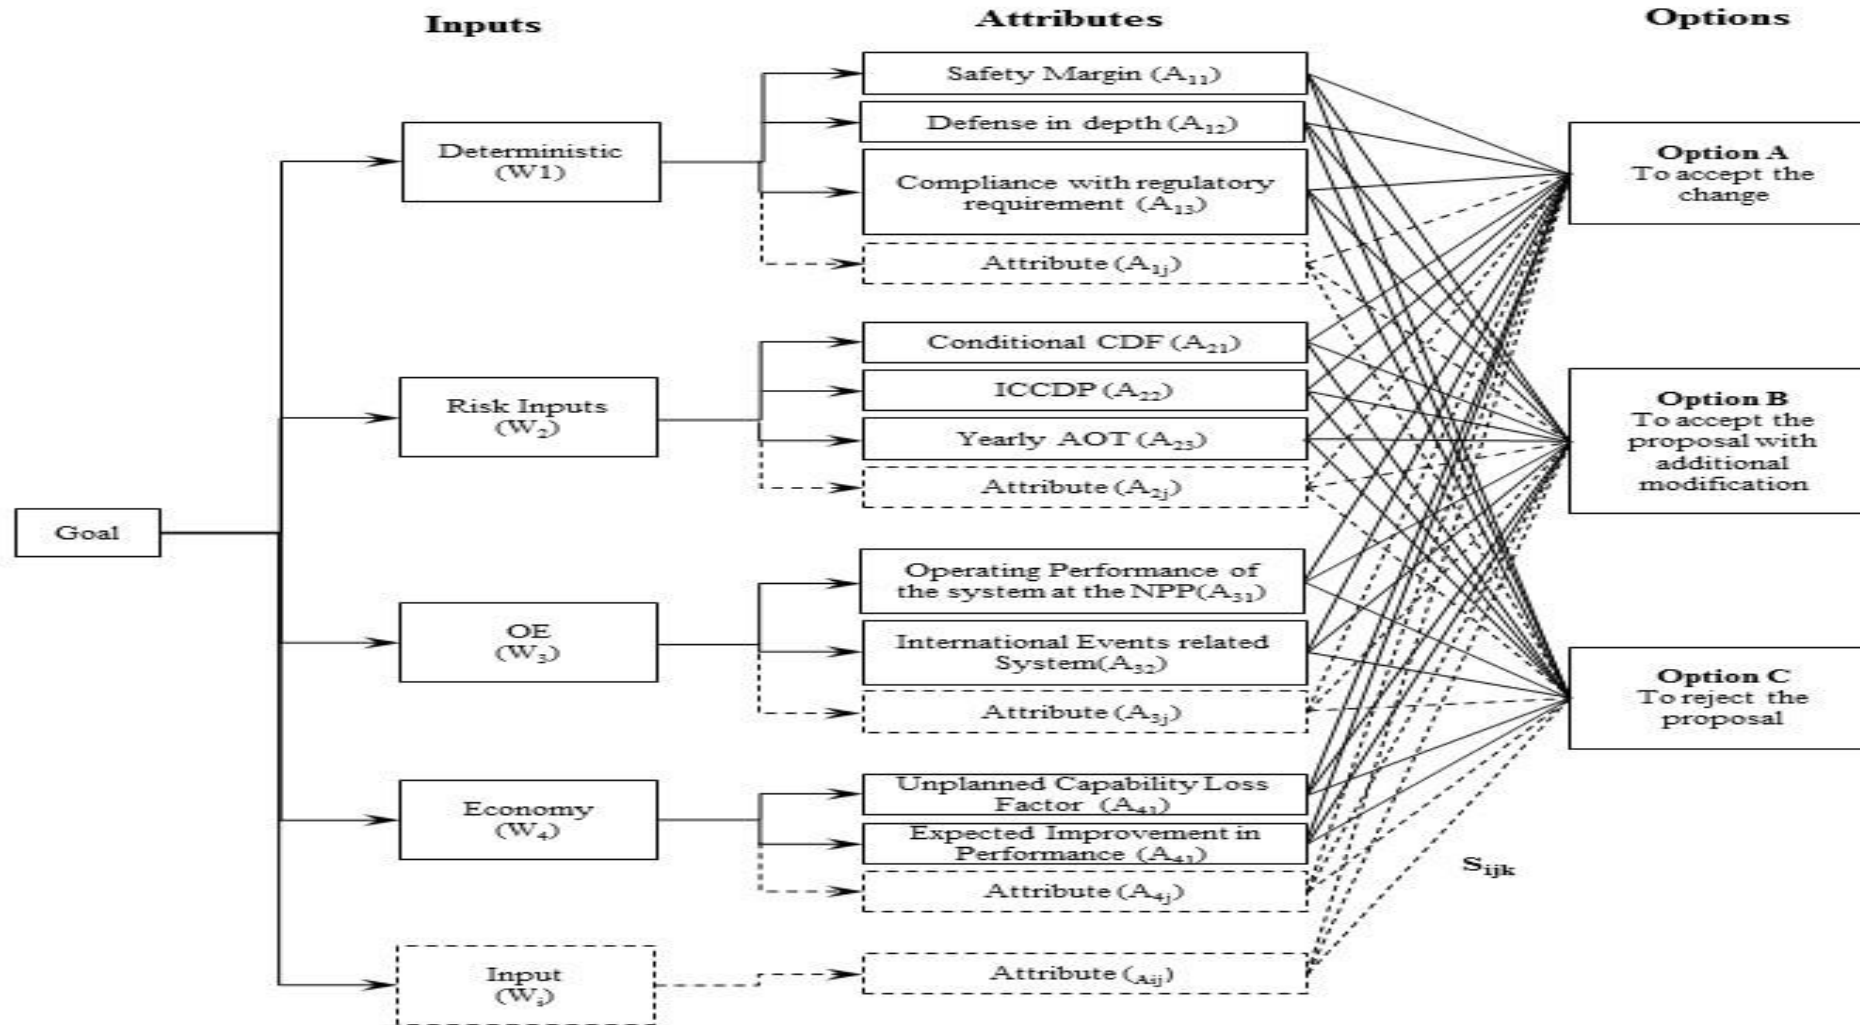 Inputs
Attributes
Options
Goal
Deterministic
(W1)
Risk Inputs
(W₂)
OE
(W₃)
Economy
(W₄)
Input
(Wᵢ)
Safety Margin (A₁₁)
Defense in depth (A₁₂)
Compliance with regulatory
requirement (A₁₃)
Attribute (A₁ⱼ)
Conditional CDF (A₂₁)
ICCDP (A₂₂)
Yearly AOT (A₂₃)
Attribute (A₂ⱼ)
Operating Performance of
the system at the NPP(A₃₁)
International Events related
System(A₃₂)
Attribute (A₃ⱼ)
Unplanned Capability Loss
Factor (A₄₁)
Expected Improvement in
Performance (A₄₁)
Attribute (A₄ⱼ)
Attribute (Aij)
Option A
To accept the
change
Option B
To accept the
proposal with
additional
modification
Option C
To reject the
proposal
Sᵢⱼₖ